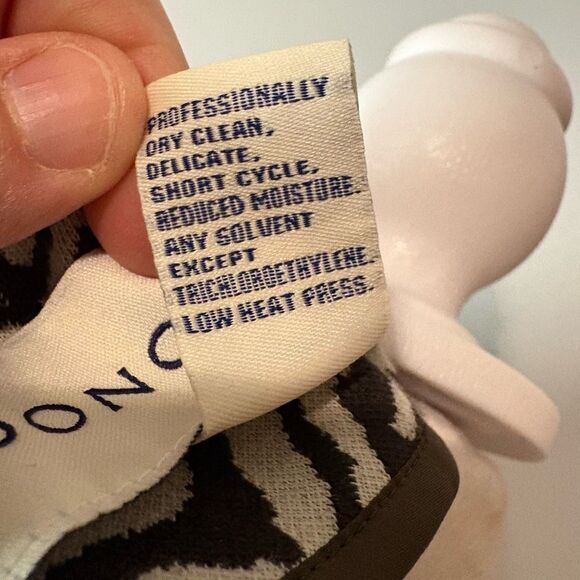 PROFESSIONALLY
DRY CLEAN,
DELICATE,
SHORT CYCLE,
REDUCED MOISTURE.
ANY SOLVENT
EXCEPT
TRICHLOROETHYLENE.
LOW HEAT PRESS.